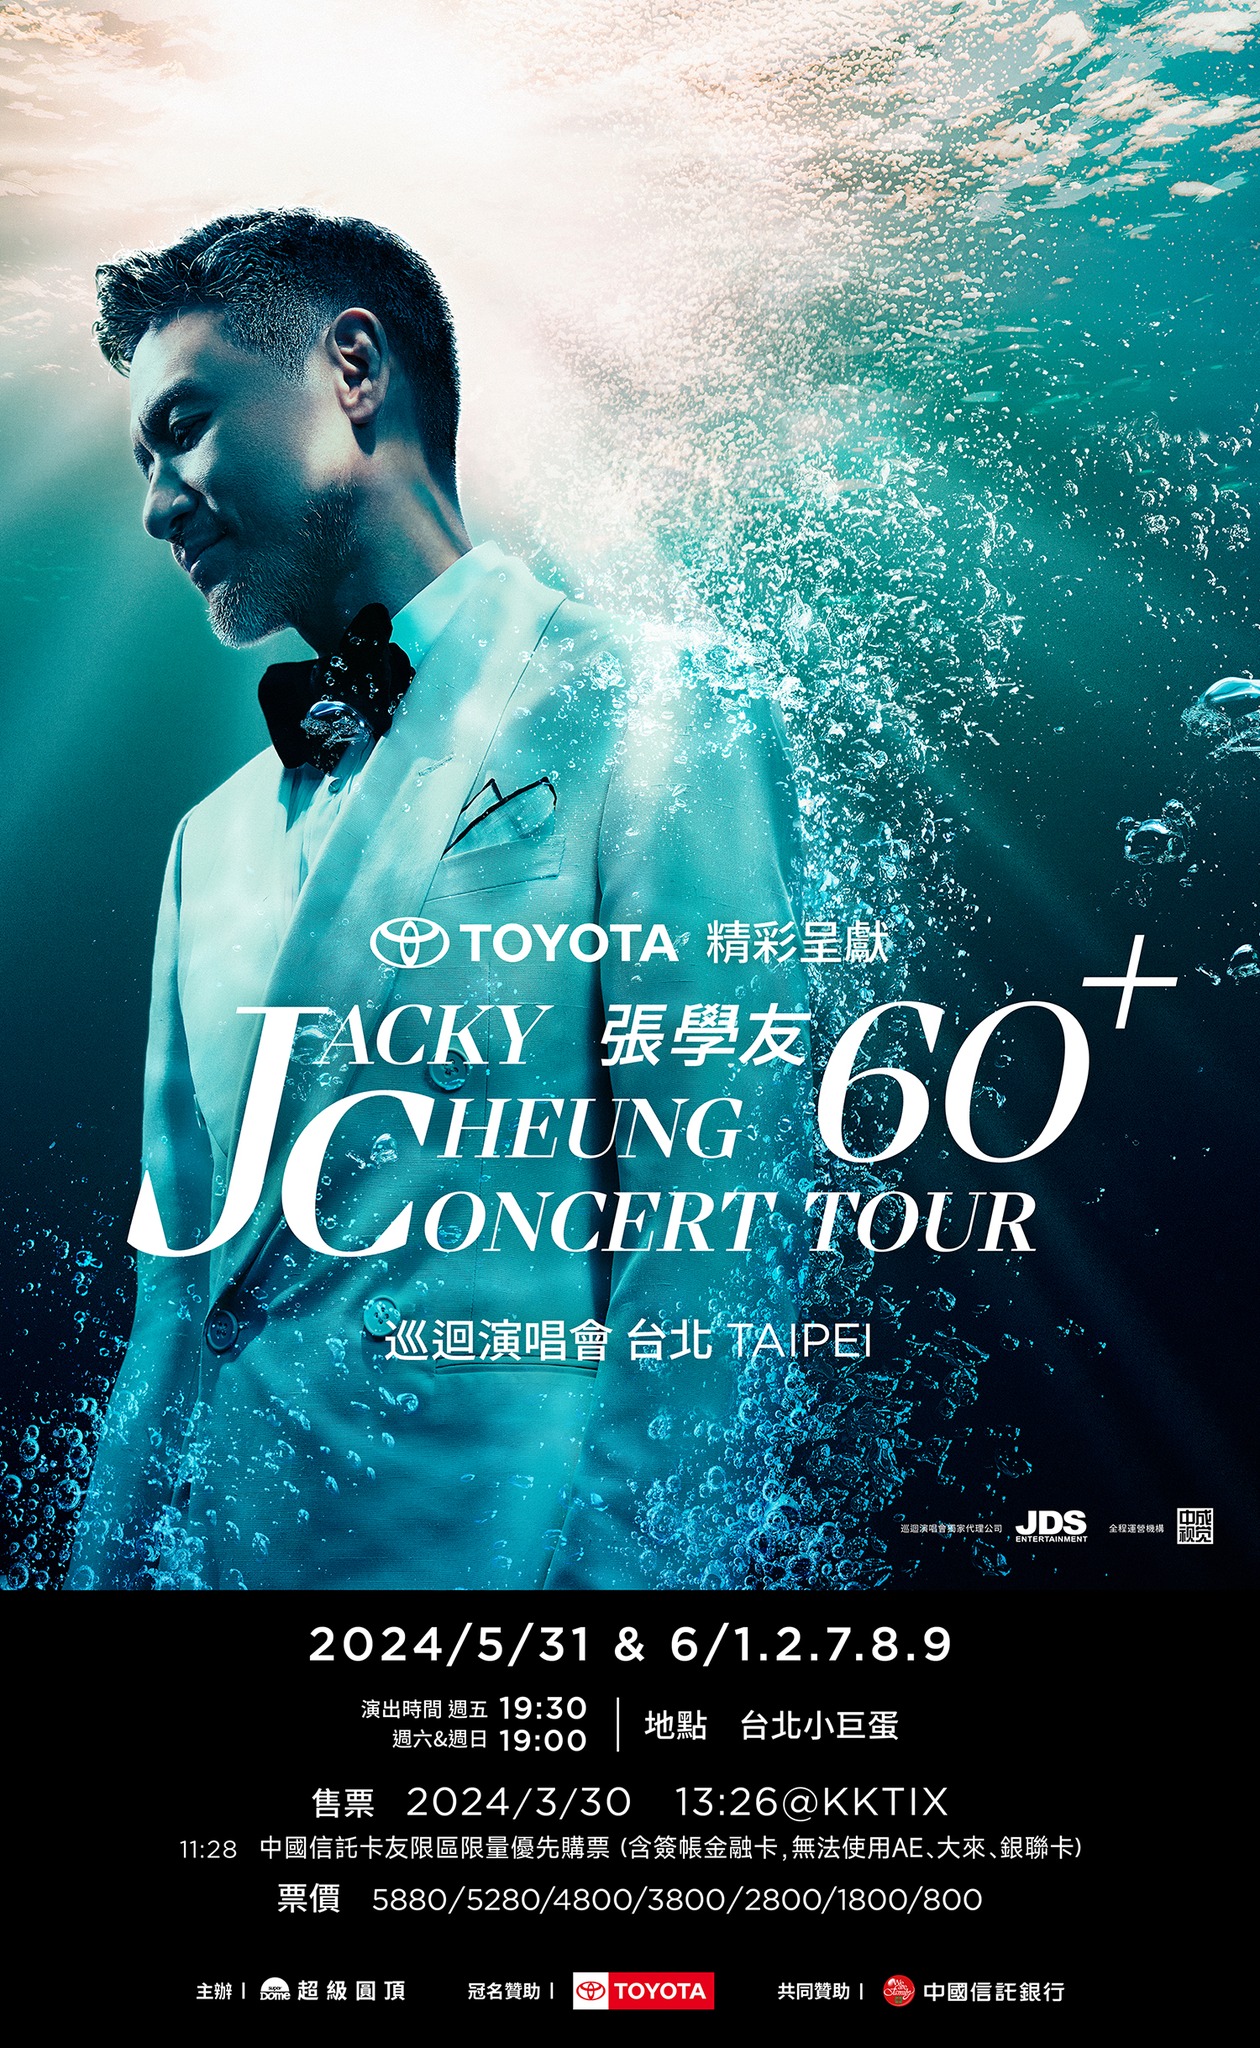 TOYOTA 精彩呈獻
JACKY 張學友 60+
CHEUNG
CONCERT TOUR
巡迴演唱會 台北 TAIPEI
巡迴演唱會獨家代理公司 JDS ENTERTAINMENT 全程運營機構 中成视览
2024/5/31 & 6/1.2.7.8.9
演出時間 週五 19:30
週六&週日 19:00
地點 台北小巨蛋
售票 2024/3/30 13:26@KKTIX
11:28 中國信託卡友限區限量優先購票 (含簽帳金融卡,無法使用AE、大來、銀聯卡)
票價 5880/5280/4800/3800/2800/1800/800
主辦 | super Dome 超級圓頂 冠名贊助 | TOYOTA 共同贊助 | 中國信託銀行